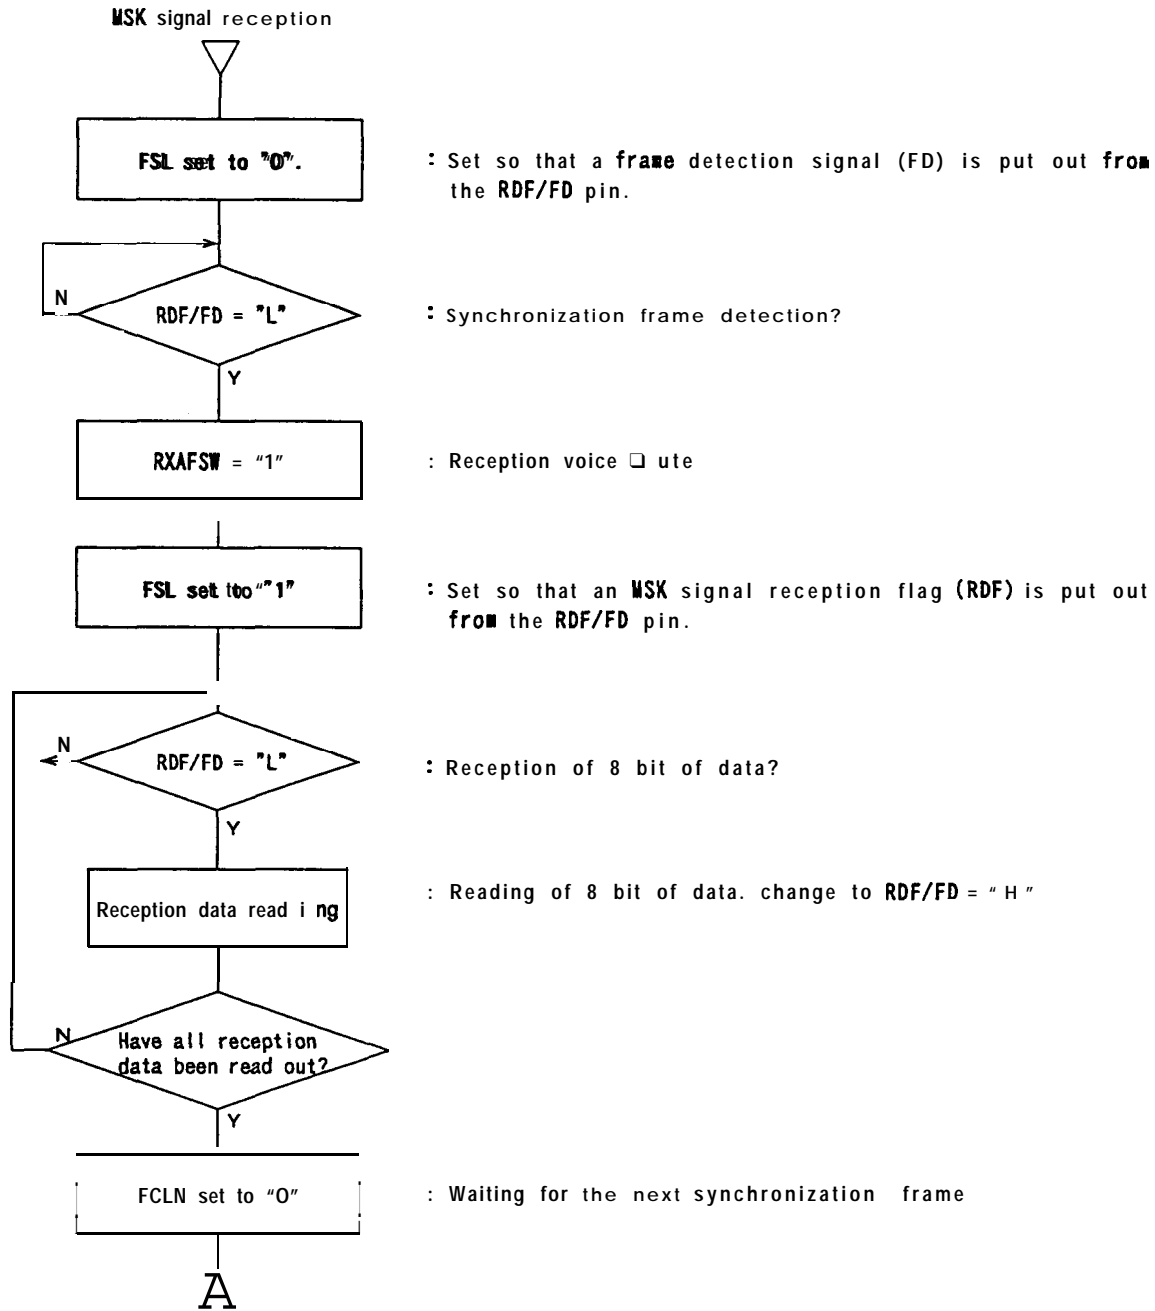 MSK signal reception
FSL set to "0".
: Set so that a frame detection signal (FD) is put out from
the RDF/FD pin.
N
RDF/FD = "L"
: Synchronization frame detection?
Y
RXAFSW = "1"
: Reception voice ❑ ute
FSL set to "1"
: Set so that an MSK signal reception flag (RDF) is put out
from the RDF/FD pin.
N
RDF/FD = "L"
: Reception of 8 bit of data?
Y
Reception data read i ng
: Reading of 8 bit of data. change to RDF/FD = " H "
N
Have all reception
data been read out?
Y
FCLN set to "0"
: Waiting for the next synchronization frame
A